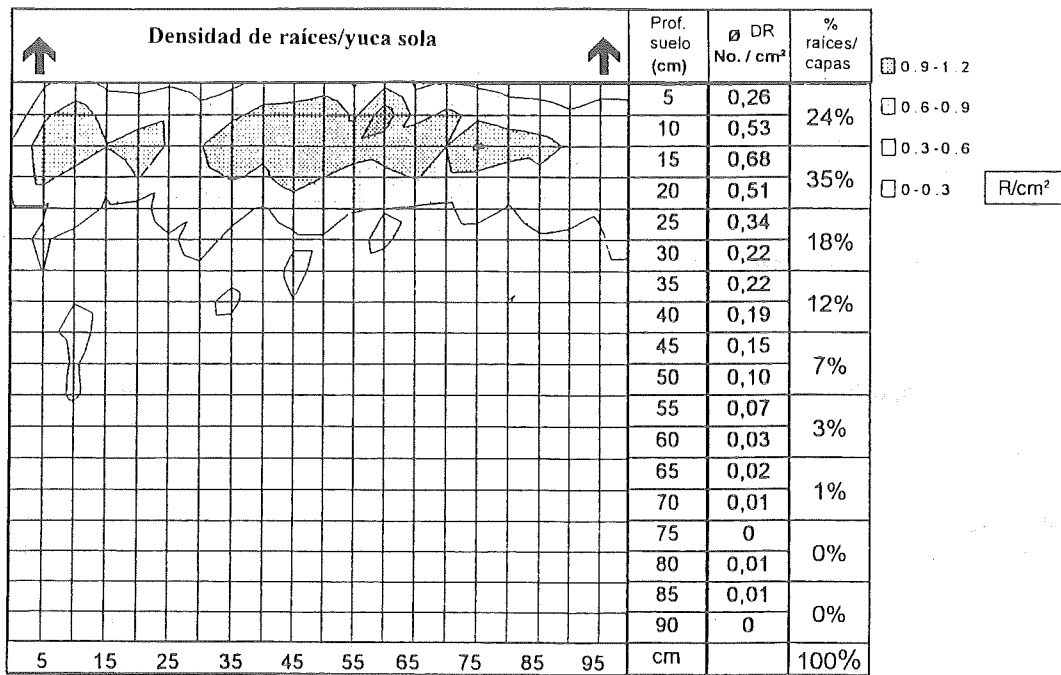 Densidad de raíces/yuca sola
Prof. suelo (cm) ø DR No. / cm² % raíces/ capas
5 0,26 24%
10 0,53
15 0,68 35%
20 0,51
25 0,34 18%
30 0,22
35 0,22 12%
40 0,19
45 0,15 7%
50 0,10
55 0,07 3%
60 0,03
65 0,02 1%
70 0,01
75 0 0%
80 0,01
85 0,01 0%
90 0
5 15 25 35 45 55 65 75 85 95 cm 100%
0.9-1.2
0.6-0.9
0.3-0.6
0-0.3
R/cm²